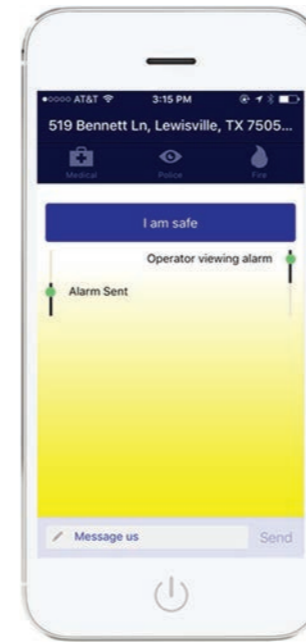 AT&T 3:15 PM
519 Bennett Ln, Lewisville, TX 7505...
Medical Police Fire
I am safe
Operator viewing alarm
Alarm Sent
Message us Send